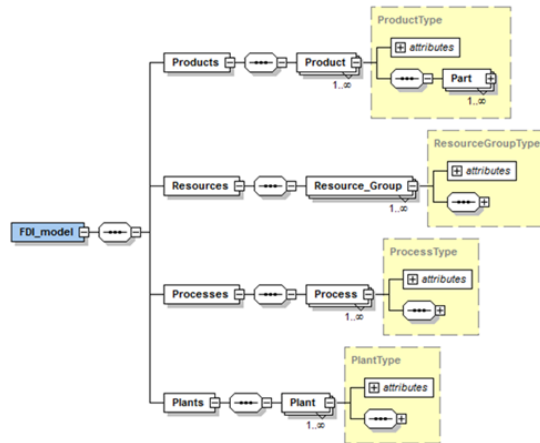 ProductType
attributes
Products
Product
1..∞
Part
1..∞
ResourceGroupType
attributes
Resources
Resource_Group
1..∞
FDI_model
ProcessType
attributes
Processes
Process
1..∞
PlantType
attributes
Plants
Plant
1..∞